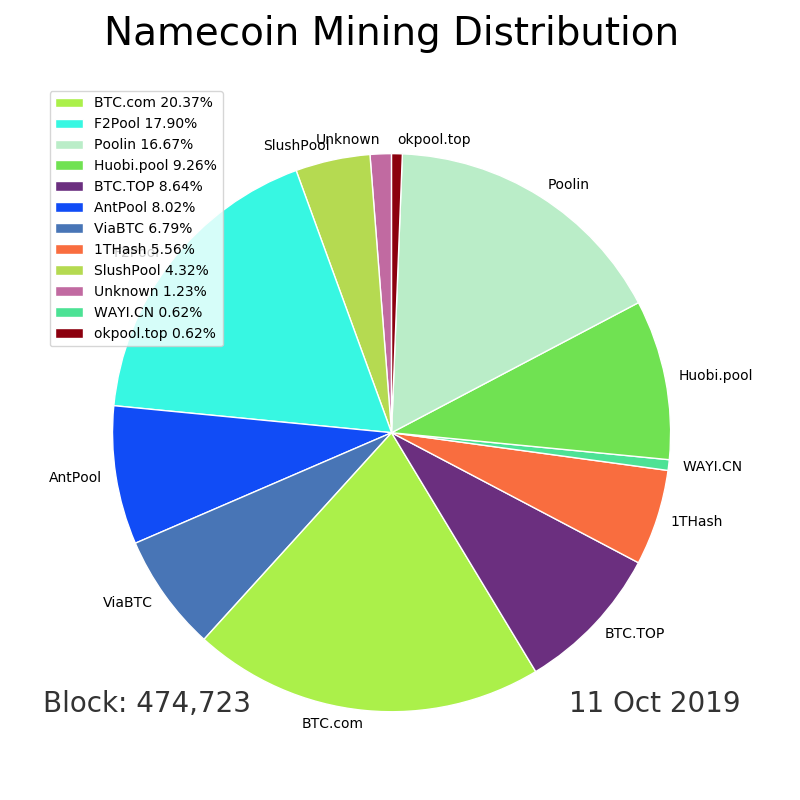 Namecoin Mining Distribution
BTC.com 20.37%
F2Pool 17.90%
Poolin 16.67%
Huobi.pool 9.26%
BTC.TOP 8.64%
AntPool 8.02%
ViaBTC 6.79%
1THash 5.56%
SlushPool 4.32%
Unknown 1.23%
WAYI.CN 0.62%
okpool.top 0.62%
SlushPool
Unknown
okpool.top
Poolin
F2Pool
Huobi.pool
WAYI.CN
AntPool
1THash
ViaBTC
BTC.TOP
Block: 474,723
11 Oct 2019
BTC.com